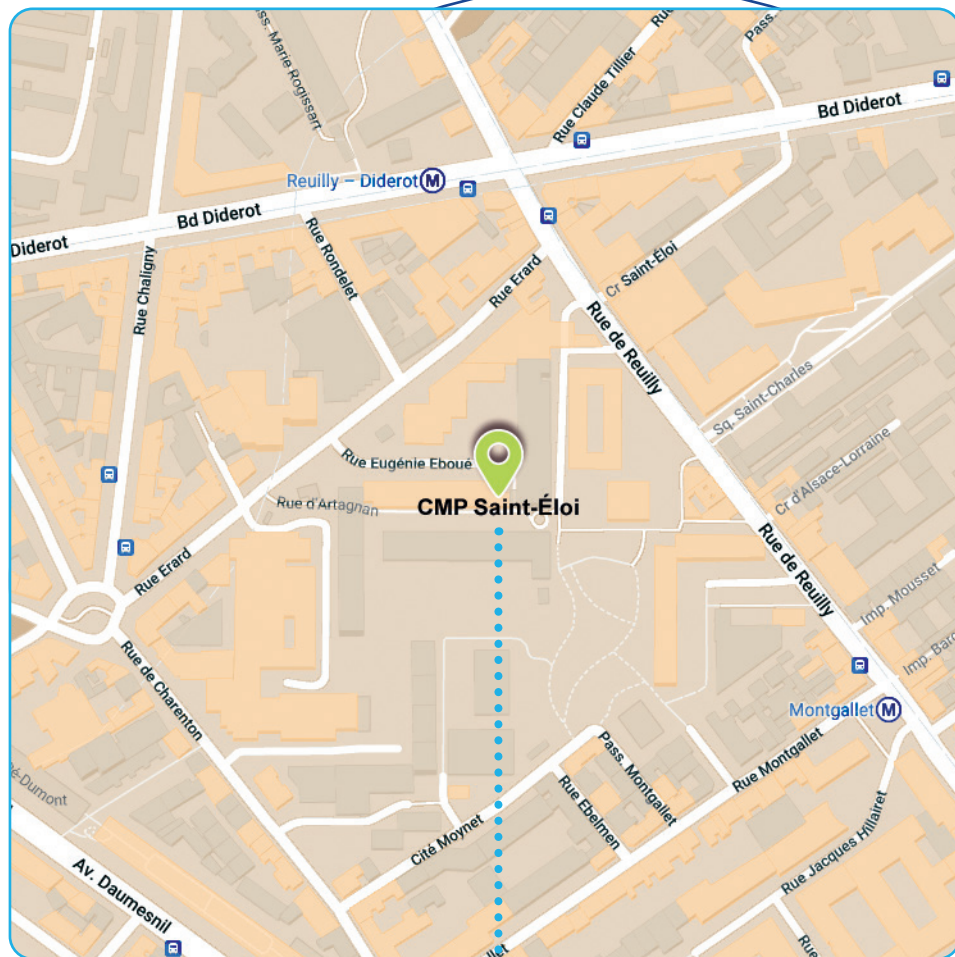 Pass. Marie Rogissart
Rue Claude Tillier
Bd Diderot
Reuilly – Diderot M
Bd Diderot
Diderot
Rue Chaligny
Rue Rondelet
Rue Erard
Cr Saint-Éloi
Rue de Reuilly
Sq. Saint-Charles
Cr d'Alsace-Lorraine
Rue Eugénie Eboué
Rue d'Artagnan
CMP Saint-Éloi
Rue Erard
Rue de Reuilly
Imp. Mousset
Rue de Charenton
Montgallet M
Pass. Montgallet
Rue Montgallet
Rue Ebelmen
Cité Moynet
Rue Jacques Hillairet
Av. Daumesnil